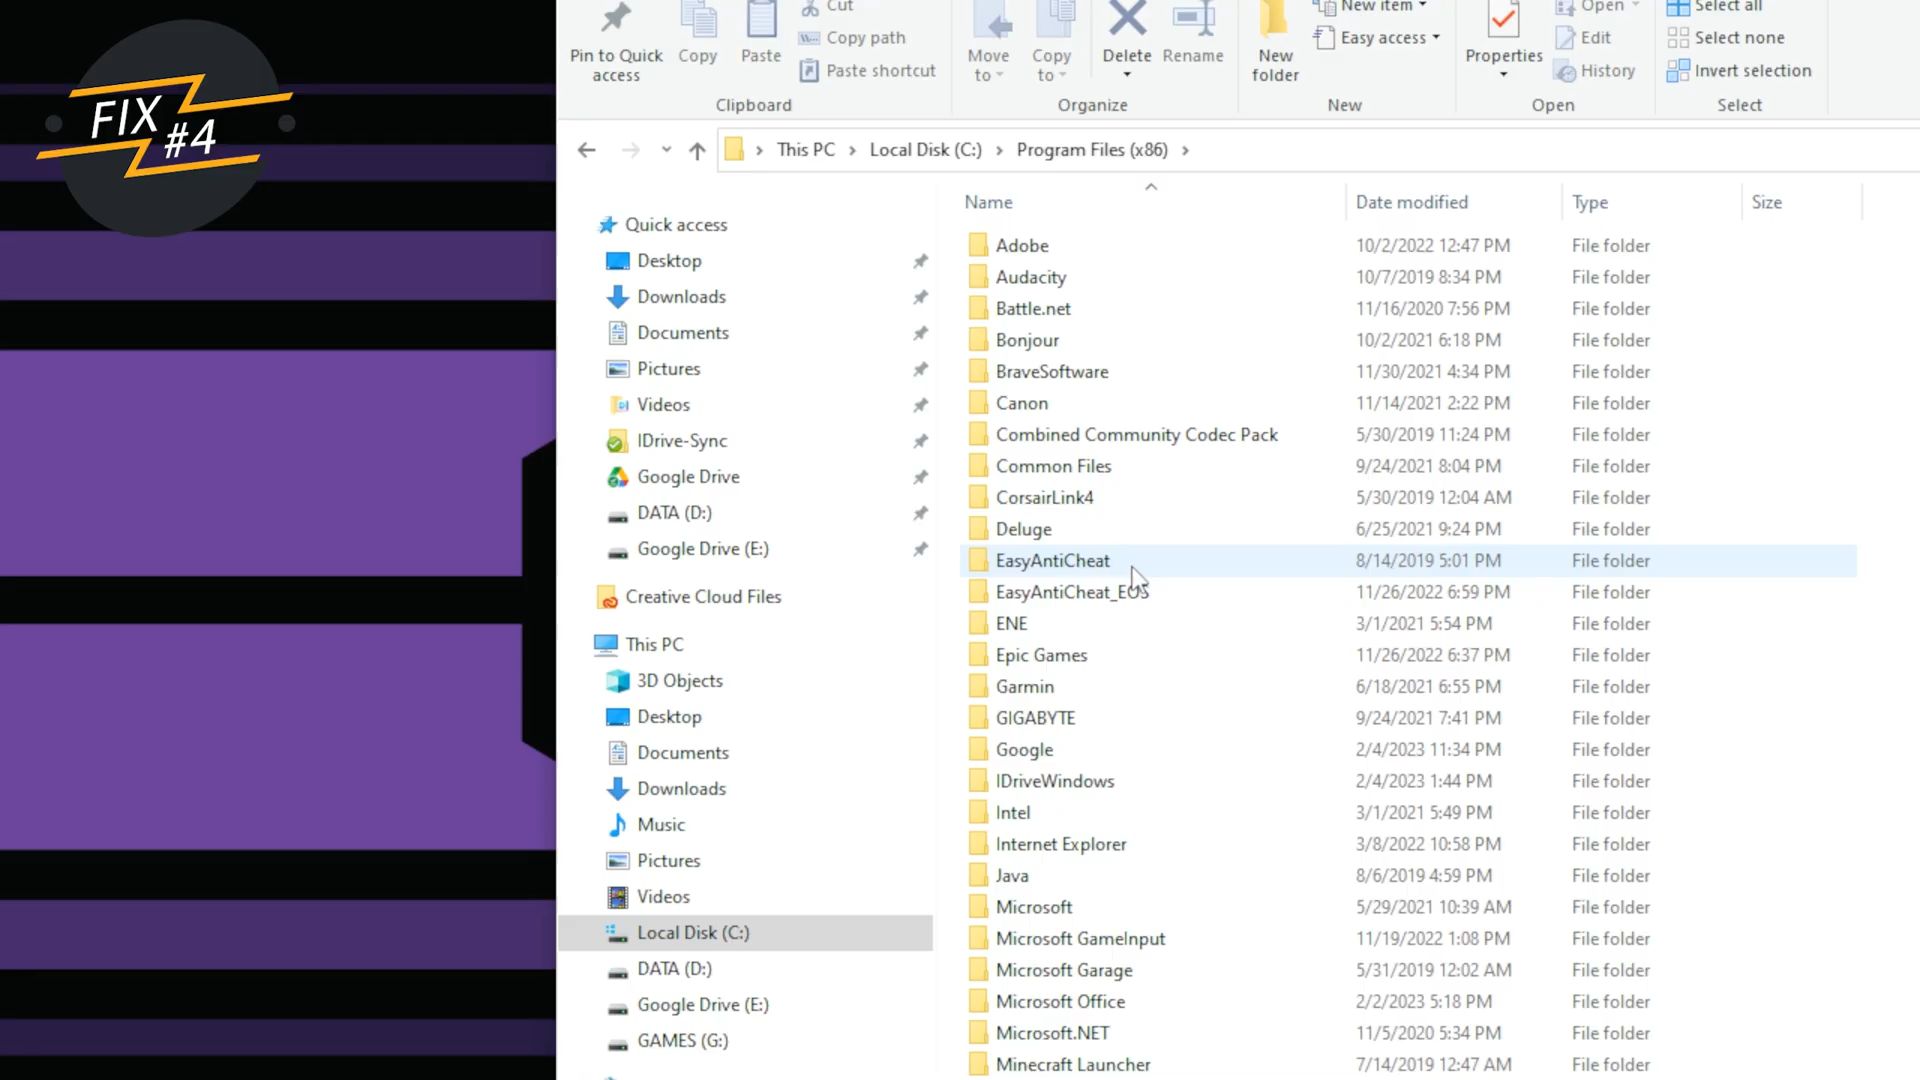 FIX
#4
Cut
New item
Open
Select all
Copy path
Easy access
Edit
Select none
Pin to Quick access
Copy
Paste
Paste shortcut
Move to
Copy to
Delete
Rename
New folder
Properties
History
Invert selection
Clipboard
Organize
New
Open
Select
This PC > Local Disk (C:) > Program Files (x86) >
Name Date modified Type Size
Quick access
Desktop
Downloads
Documents
Pictures
Videos
IDrive-Sync
Google Drive
DATA (D:)
Google Drive (E:)
Creative Cloud Files
This PC
3D Objects
Desktop
Documents
Downloads
Music
Pictures
Videos
Local Disk (C:)
DATA (D:)
Google Drive (E:)
GAMES (G:)
Adobe 10/2/2022 12:47 PM File folder
Audacity 10/7/2019 8:34 PM File folder
Battle.net 11/16/2020 7:56 PM File folder
Bonjour 10/2/2021 6:18 PM File folder
BraveSoftware 11/30/2021 4:34 PM File folder
Canon 11/14/2021 2:22 PM File folder
Combined Community Codec Pack 5/30/2019 11:24 PM File folder
Common Files 9/24/2021 8:04 PM File folder
CorsairLink4 5/30/2019 12:04 AM File folder
Deluge 6/25/2021 9:24 PM File folder
EasyAntiCheat 8/14/2019 5:01 PM File folder
EasyAntiCheat_EOS 11/26/2022 6:59 PM File folder
ENE 3/1/2021 5:54 PM File folder
Epic Games 11/26/2022 6:37 PM File folder
Garmin 6/18/2021 6:55 PM File folder
GIGABYTE 9/24/2021 7:41 PM File folder
Google 2/4/2023 11:34 PM File folder
IDriveWindows 2/4/2023 1:44 PM File folder
Intel 3/1/2021 5:49 PM File folder
Internet Explorer 3/8/2022 10:58 PM File folder
Java 8/6/2019 4:59 PM File folder
Microsoft 5/29/2021 10:39 AM File folder
Microsoft GameInput 11/19/2022 1:08 PM File folder
Microsoft Garage 5/31/2019 12:02 AM File folder
Microsoft Office 2/2/2023 5:18 PM File folder
Microsoft.NET 11/5/2020 5:34 PM File folder
Minecraft Launcher 7/14/2019 12:47 AM File folder